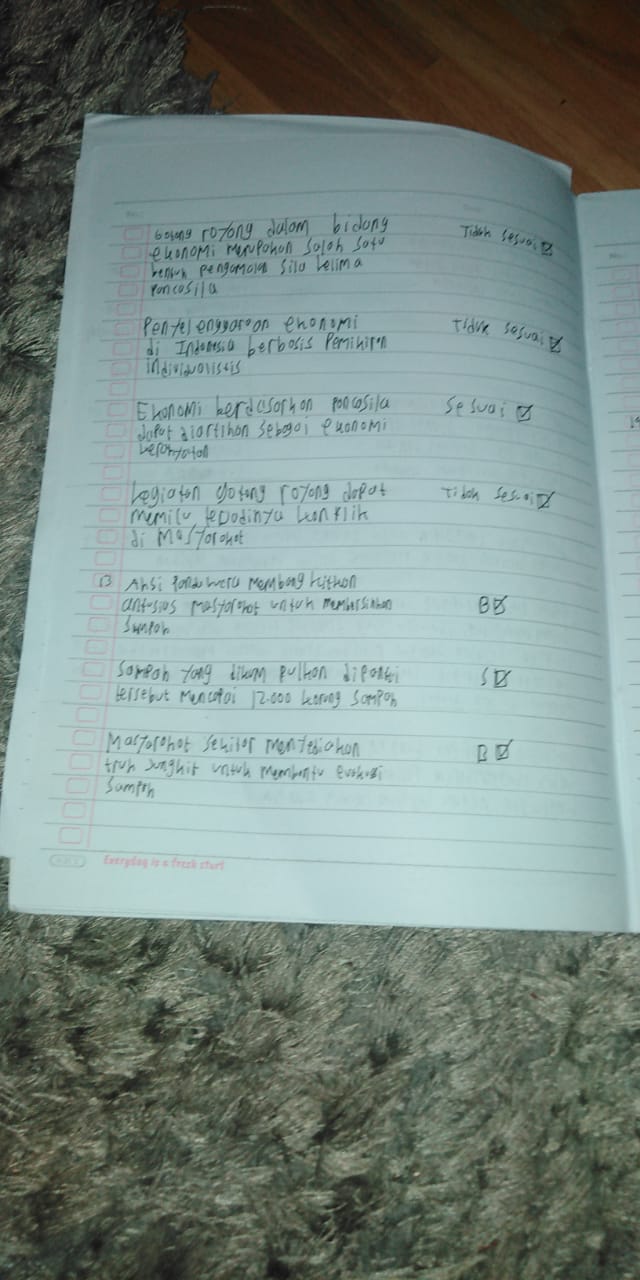 Gotong royong dalam bidang Tidak sesuai ☑
ekonomi merupakan salah satu
bentuk pengamalan sila kelima
pancasila
Penyelenggaraan ekonomi Tidak sesuai ☑
di Indonesia berbasis Pemikiran
individualistis
Ekonomi berdasarkan pancasila Sesuai ☑
dapat diartikan sebagai ekonomi
kerakyatan
kegiatan gotong royong dapat Tidak sesuai ☑
memicu terjadinya konflik
di Masyarakat
13 Aksi Pandawara Membangkitkan
antusias Masyarakat untuk Membersihkan B ☑
Sampah
Sampah yang dikumpulkan dipantai S ☑
tersebut Mencapai 12.000 karung Sampah
Masyarakat sekitar Menyediakan B ☑
truk Jungkit untuk Membantu evakuasi
Sampah
Everyday is a fresh start